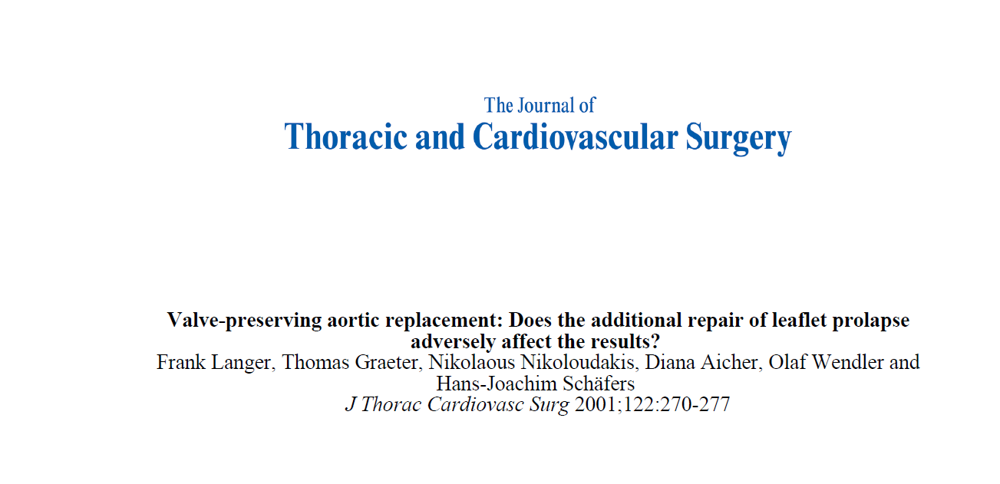 The Journal of
Thoracic and Cardiovascular Surgery
Valve-preserving aortic replacement: Does the additional repair of leaflet prolapse
adversely affect the results?
Frank Langer, Thomas Graeter, Nikolaous Nikoloudakis, Diana Aicher, Olaf Wendler and
Hans-Joachim Schäfers
J Thorac Cardiovasc Surg 2001;122:270-277